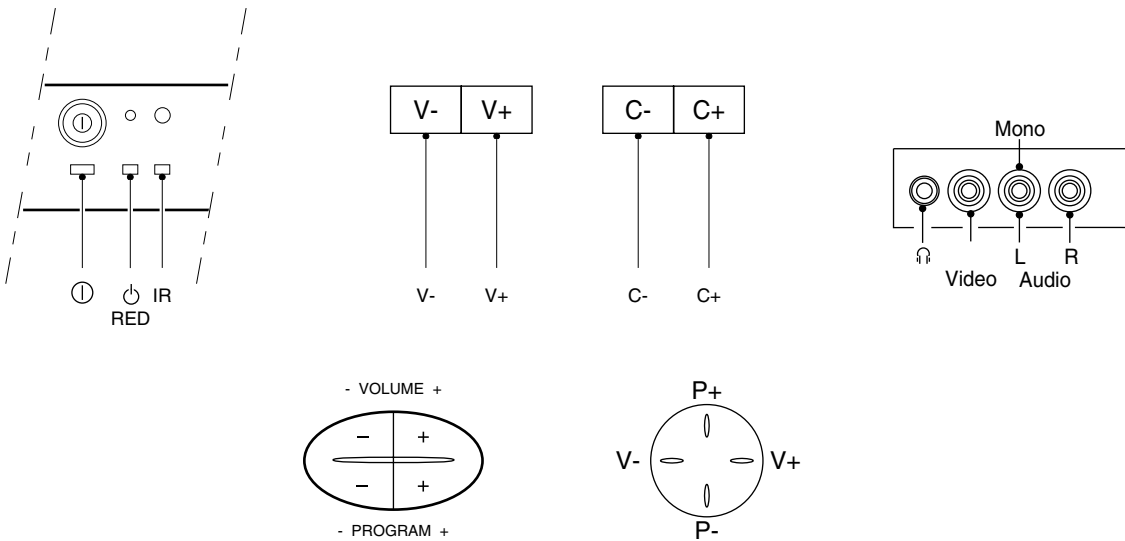 V- V+
C- C+
Mono
V- V+
C- C+
IR
RED
L R
Video Audio
- VOLUME +
− +
− +
- PROGRAM +
P+
V- V+
P-